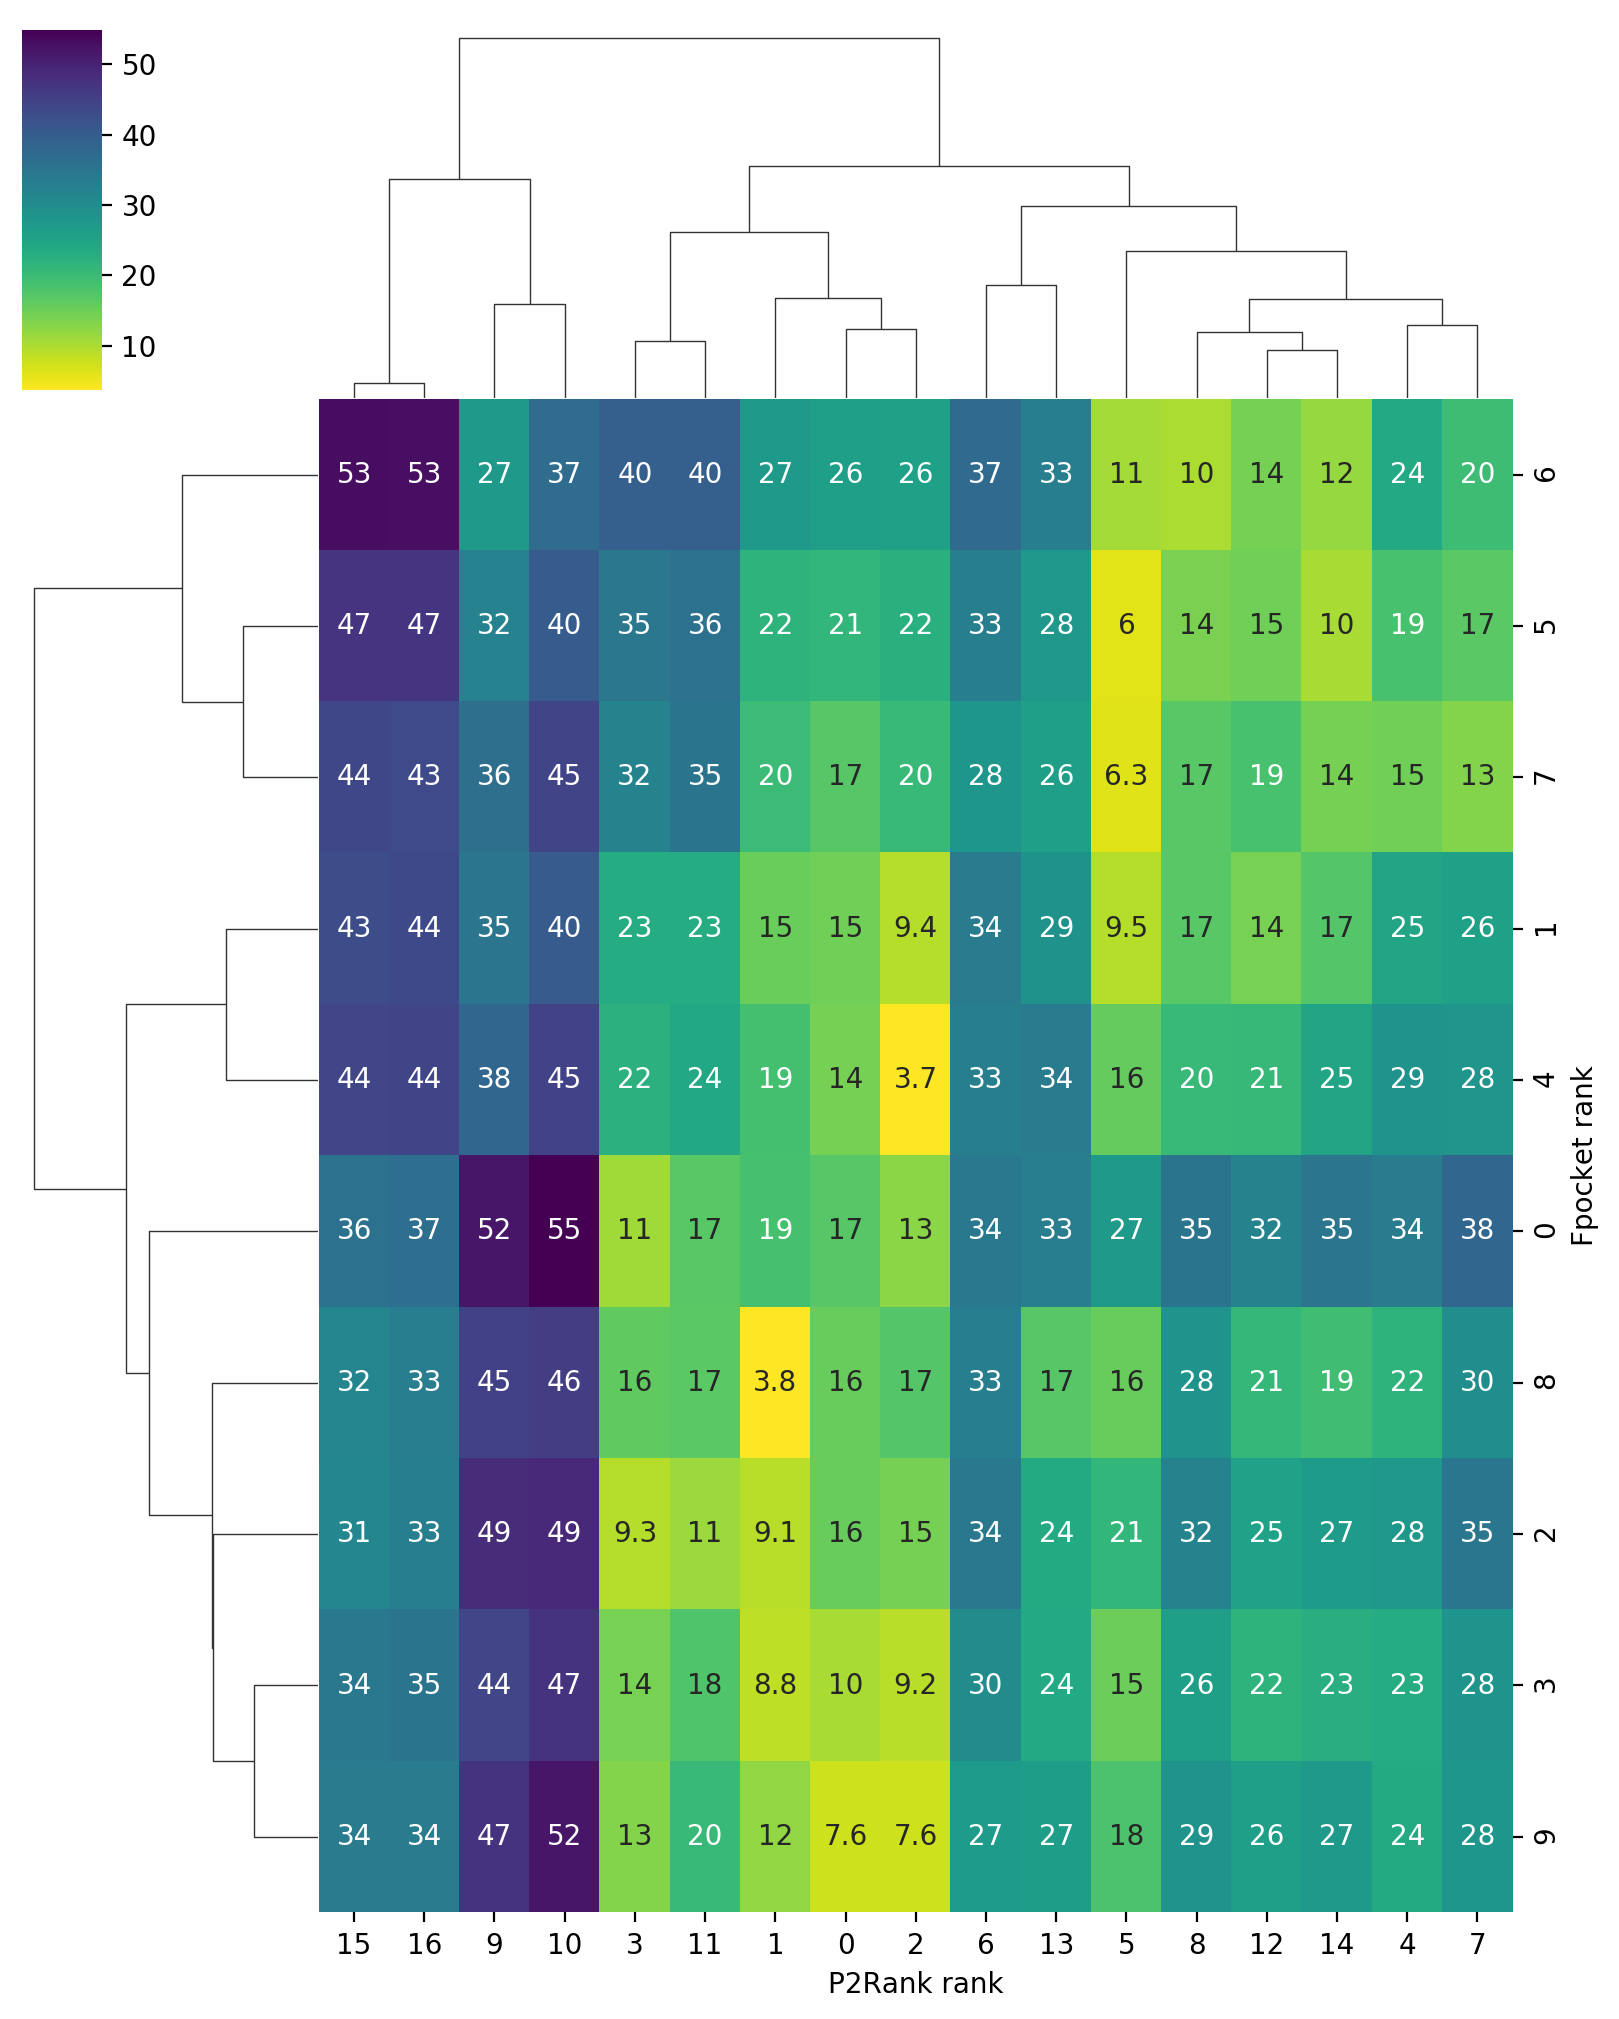 50
40
30
20
10
53 53 27 37 40 40 27 26 26 37 33 11 10 14 12 24 20 6
47 47 32 40 35 36 22 21 22 33 28 6 14 15 10 19 17 5
44 43 36 45 32 35 20 17 20 28 26 6.3 17 19 14 15 13 7
43 44 35 40 23 23 15 15 9.4 34 29 9.5 17 14 17 25 26 1
44 44 38 45 22 24 19 14 3.7 33 34 16 20 21 25 29 28 4
36 37 52 55 11 17 19 17 13 34 33 27 35 32 35 34 38 0
32 33 45 46 16 17 3.8 16 17 33 17 16 28 21 19 22 30 8
31 33 49 49 9.3 11 9.1 16 15 34 24 21 32 25 27 28 35 2
34 35 44 47 14 18 8.8 10 9.2 30 24 15 26 22 23 23 28 3
34 34 47 52 13 20 12 7.6 7.6 27 27 18 29 26 27 24 28 9
Fpocket rank
15 16 9 10 3 11 1 0 2 6 13 5 8 12 14 4 7
P2Rank rank